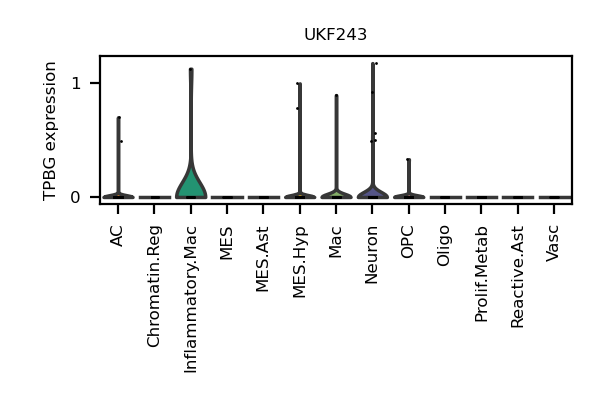 UKF243
TPBG expression
1
0
AC
Chromatin.Reg
Inflammatory.Mac
MES
MES.Ast
MES.Hyp
Mac
Neuron
OPC
Oligo
Prolif.Metab
Reactive.Ast
Vasc